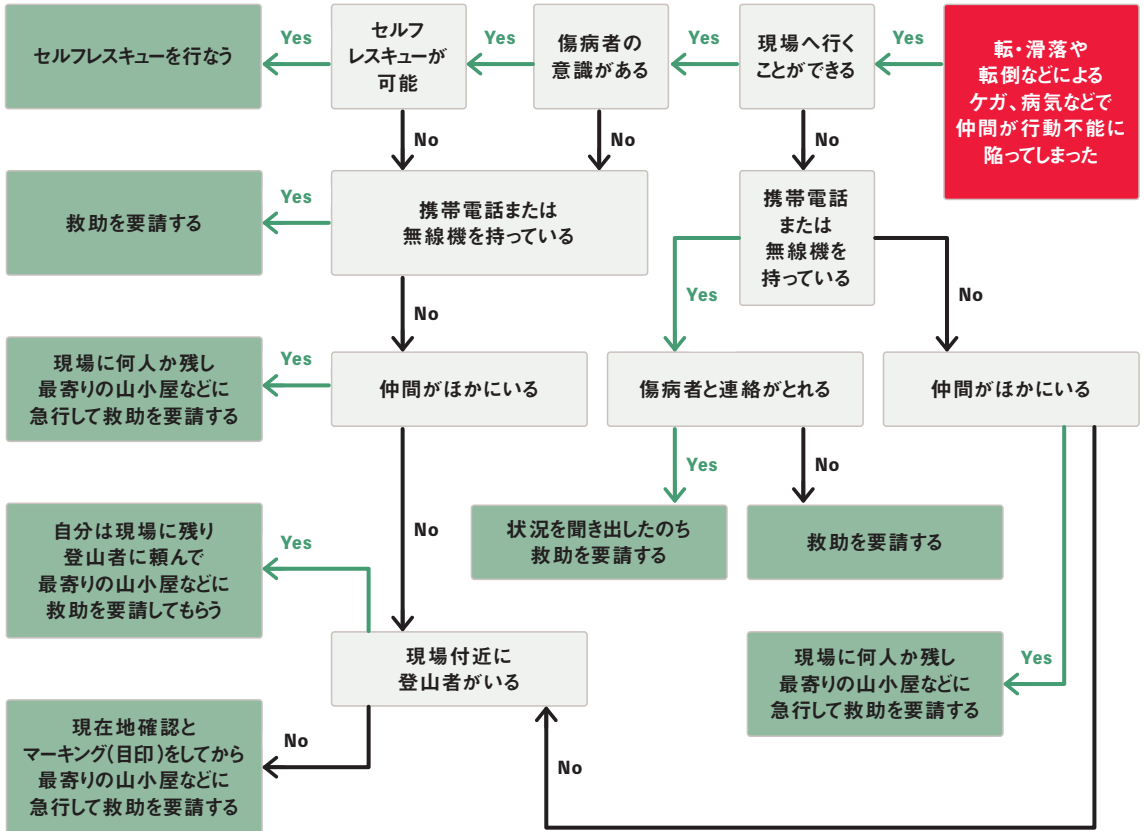 転・滑落や
転倒などによる
ケガ、病気などで
仲間が行動不能に
陥ってしまった
Yes
現場へ行く
ことができる
Yes
傷病者の
意識がある
Yes
セルフ
レスキューが
可能
Yes
セルフレスキューを行なう
No
No
No
携帯電話または
無線機を持っている
Yes
救助を要請する
携帯電話
または
無線機を
持っている
Yes
No
No
仲間がほかにいる
Yes
現場に何人か残し
最寄りの山小屋などに
急行して救助を要請する
傷病者と連絡がとれる
仲間がほかにいる
Yes
No
状況を聞き出したのち
救助を要請する
救助を要請する
No
現場付近に
登山者がいる
Yes
自分は現場に残り
登山者に頼んで
最寄りの山小屋などに
救助を要請してもらう
No
現在地確認と
マーキング(目印)をしてから
最寄りの山小屋などに
急行して救助を要請する
Yes
現場に何人か残し
最寄りの山小屋などに
急行して救助を要請する
No